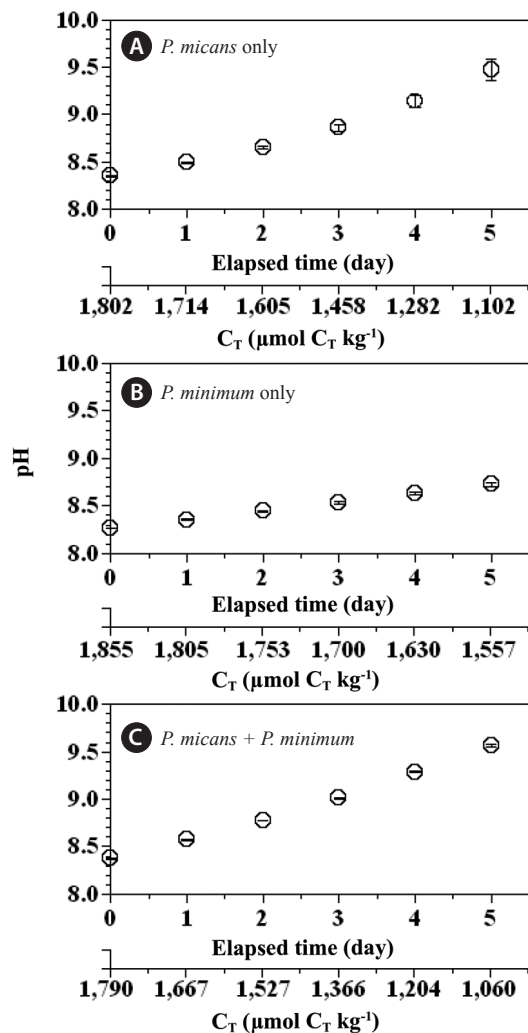 10.0
A P. micans only
9.5
9.0
8.5
8.0
0 1 2 3 4 5
Elapsed time (day)
1,802 1,714 1,605 1,458 1,282 1,102
CT (µmol CT kg-1)
10.0
B P. minimum only
9.5
pH
9.0
8.5
8.0
0 1 2 3 4 5
Elapsed time (day)
1,855 1,805 1,753 1,700 1,630 1,557
CT (µmol CT kg-1)
10.0
C P. micans + P. minimum
9.5
9.0
8.5
8.0
0 1 2 3 4 5
Elapsed time (day)
1,790 1,667 1,527 1,366 1,204 1,060
CT (µmol CT kg-1)